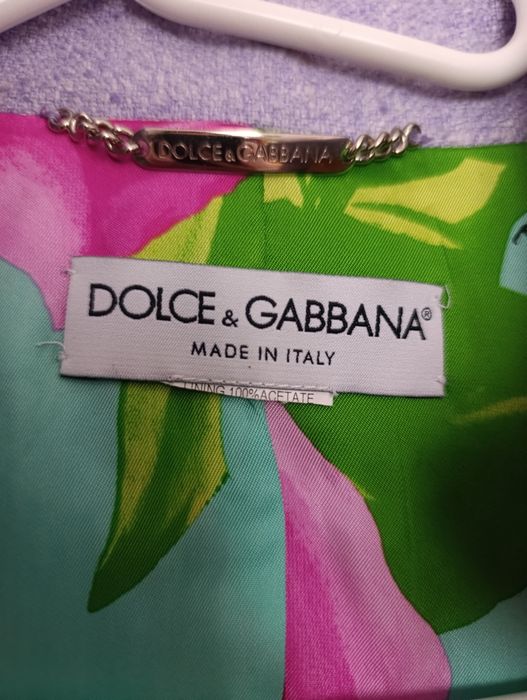 DOLCE&GABBANA
DOLCE & GABBANA®
MADE IN ITALY
LINING 100%ACETATE